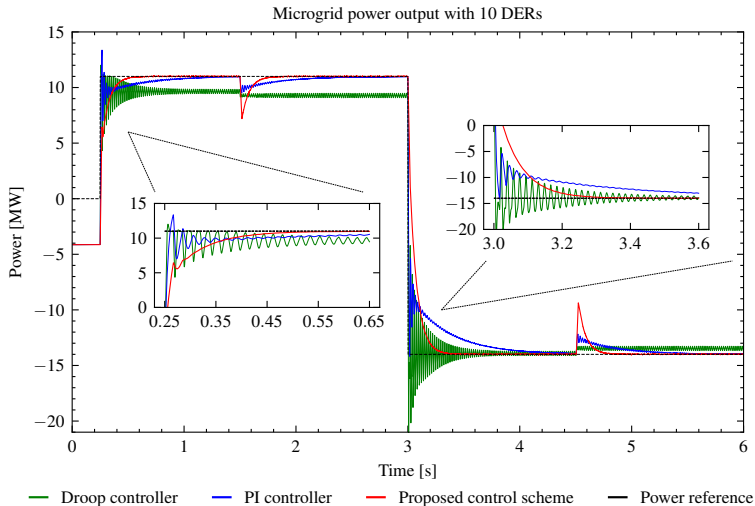 Microgrid power output with 10 DERs
Power [MW]
15
10
5
0
−5
−10
−15
−20
0
−5
−10
−15
−20
3.0 3.2 3.4 3.6
15
10
5
0
0.25 0.35 0.45 0.55 0.65
0 1 2 3 4 5 6
Time [s]
Droop controller PI controller Proposed control scheme Power reference